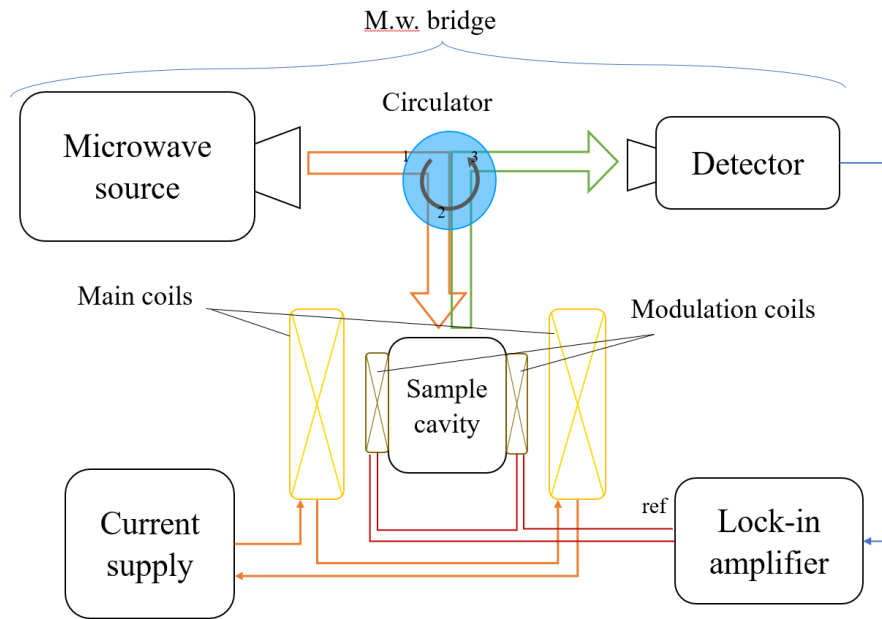 M.w. bridge
Circulator
Microwave
source
1
3
2
Detector
Main coils
Modulation coils
Sample
cavity
Current
supply
ref
Lock-in
amplifier